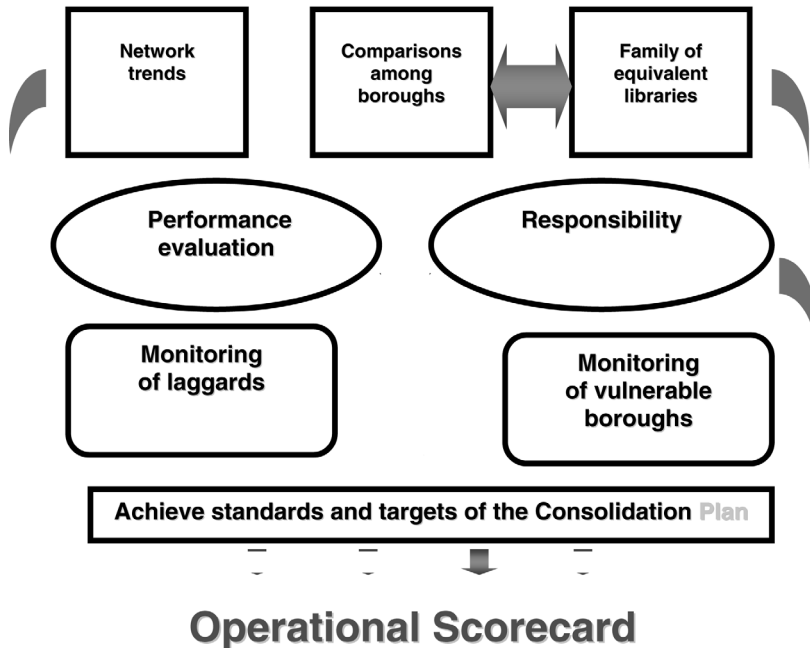 Network
trends
Comparisons
among
boroughs
Family of
equivalent
libraries
Performance
evaluation
Responsibility
Monitoring
of laggards
Monitoring
of vulnerable
boroughs
Achieve standards and targets of the Consolidation Plan
Operational Scorecard